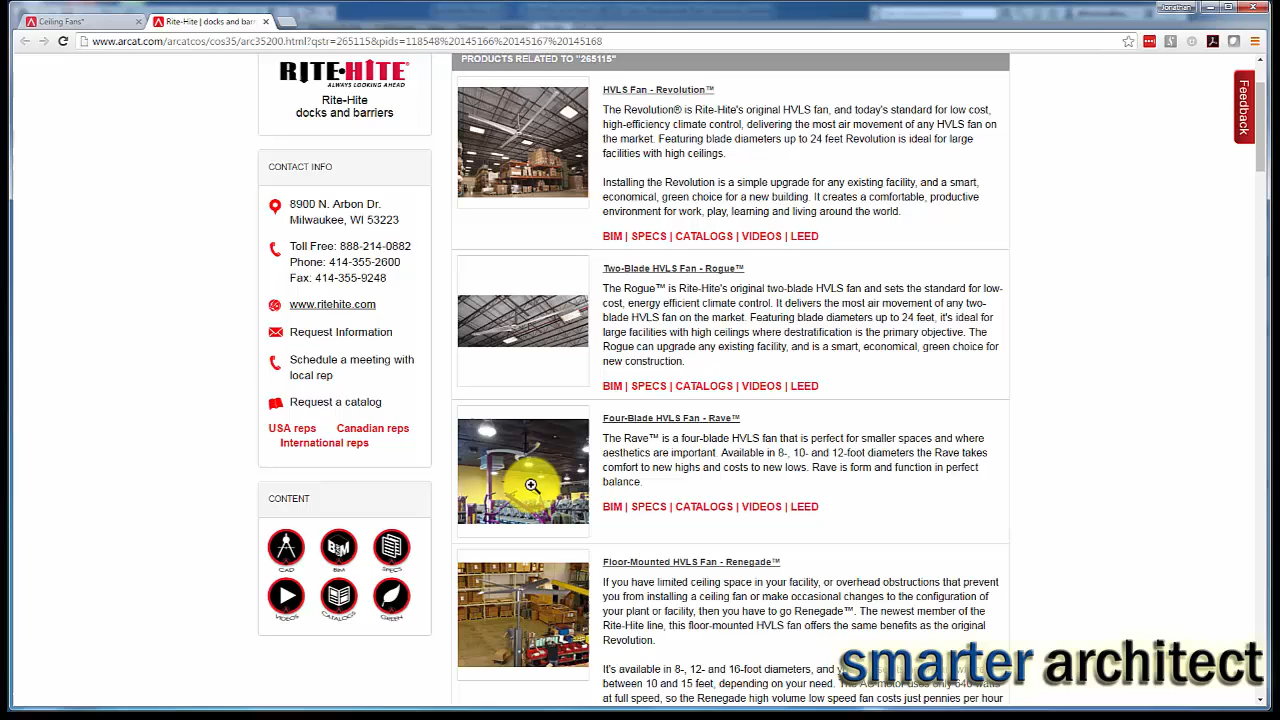 Jonathan
Ceiling Fans*
Rite-Hite | docks and barr
www.arcat.com/arcatcos/cos35/arc35200.html?qstr=265115&pids=118548%20145166%20145167%20145168
PRODUCTS RELATED TO "265115"
RITE-HITE
ALWAYS LOOKING AHEAD
Rite-Hite
docks and barriers
CONTACT INFO
8900 N. Arbon Dr.
Milwaukee, WI 53223
Toll Free: 888-214-0882
Phone: 414-355-2600
Fax: 414-355-9248
www.ritehite.com
Request Information
Schedule a meeting with
local rep
Request a catalog
USA reps Canadian reps
International reps
CONTENT
CAD BIM SPECS
VIDEOS CATALOGS GREEN
HVLS Fan - Revolution™
The Revolution® is Rite-Hite's original HVLS fan, and today's standard for low cost,
high-efficiency climate control, delivering the most air movement of any HVLS fan on
the market. Featuring blade diameters up to 24 feet Revolution is ideal for large
facilities with high ceilings.
Installing the Revolution is a simple upgrade for any existing facility, and a smart,
economical, green choice for a new building. It creates a comfortable, productive
environment for work, play, learning and living around the world.
BIM | SPECS | CATALOGS | VIDEOS | LEED
Two-Blade HVLS Fan - Rogue™
The Rogue™ is Rite-Hite's original two-blade HVLS fan and sets the standard for low-
cost, energy efficient climate control. It delivers the most air movement of any two-
blade HVLS fan on the market. Featuring blade diameters up to 24 feet, it's ideal for
large facilities with high ceilings where destratification is the primary objective. The
Rogue can upgrade any existing facility, and is a smart, economical, green choice for
new construction.
BIM | SPECS | CATALOGS | VIDEOS | LEED
Four-Blade HVLS Fan - Rave™
The Rave™ is a four-blade HVLS fan that is perfect for smaller spaces and where
aesthetics are important. Available in 8-, 10- and 12-foot diameters the Rave takes
comfort to new highs and costs to new lows. Rave is form and function in perfect
balance.
BIM | SPECS | CATALOGS | VIDEOS | LEED
Floor-Mounted HVLS Fan - Renegade™
If you have limited ceiling space in your facility, or overhead obstructions that prevent
you from installing a ceiling fan or make occasional changes to the configuration of
your plant or facility, then you have to go Renegade™. The newest member of the
Rite-Hite line, this floor-mounted HVLS fan offers the same benefits as the original
Revolution.
It's available in 8-, 12- and 16-foot diameters, and
between 10 and 15 feet, depending on your need.
at full speed, so the Renegade high volume low speed fan costs just pennies per hour
Feedback
smarter architect